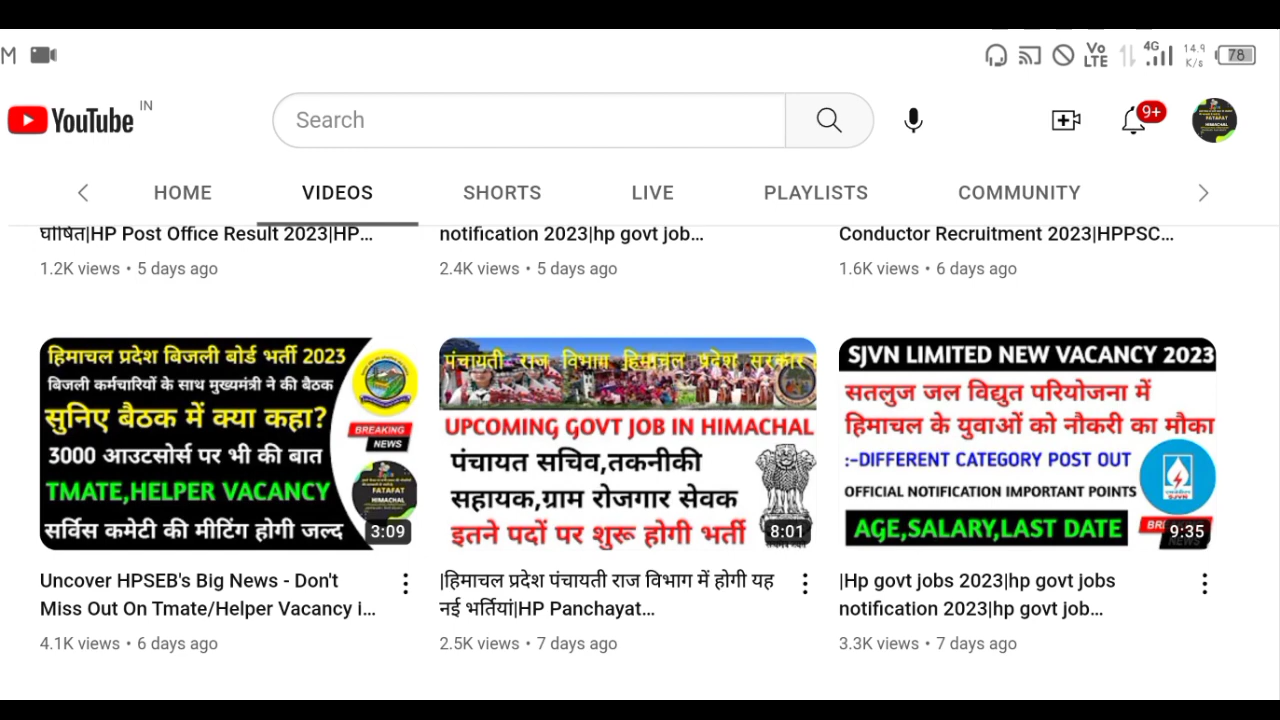 M
Vo LTE 4G 14.9 K/s 78
YouTube IN
Search
9+
HOME VIDEOS SHORTS LIVE PLAYLISTS COMMUNITY
घोषित|HP Post Office Result 2023|HP...
1.2K views • 5 days ago
notification 2023|hp govt job...
2.4K views • 5 days ago
Conductor Recruitment 2023|HPPSC...
1.6K views • 6 days ago
हिमाचल प्रदेश बिजली बोर्ड भर्ती 2023
बिजली कर्मचारियों के साथ मुख्यमंत्री ने की बैठक
सुनिए बैठक में क्या कहा?
BREAKING
NEWS
3000 आउटसोर्स पर भी की बात
TMATE,HELPER VACANCY
FATAFAT
HIMACHAL
सर्विस कमेटी की मीटिंग होगी जल्द
3:09
Uncover HPSEB's Big News - Don't
Miss Out On Tmate/Helper Vacancy i...
4.1K views • 6 days ago
पंचायती राज विभाग हिमाचल प्रदेश सरकार
UPCOMING GOVT JOB IN HIMACHAL
पंचायत सचिव,तकनीकी
सहायक,ग्राम रोजगार सेवक
इतने पदों पर शुरू होगी भर्ती
8:01
|हिमाचल प्रदेश पंचायती राज विभाग में होगी यह
नई भर्तियां|HP Panchayat...
2.5K views • 7 days ago
SJVN LIMITED NEW VACANCY 2023
सतलुज जल विद्युत परियोजना में
हिमाचल के युवाओं को नौकरी का मौका
:-DIFFERENT CATEGORY POST OUT
OFFICIAL NOTIFICATION IMPORTANT POINTS
AGE,SALARY,LAST DATE
9:35
|Hp govt jobs 2023|hp govt jobs
notification 2023|hp govt job...
3.3K views • 7 days ago